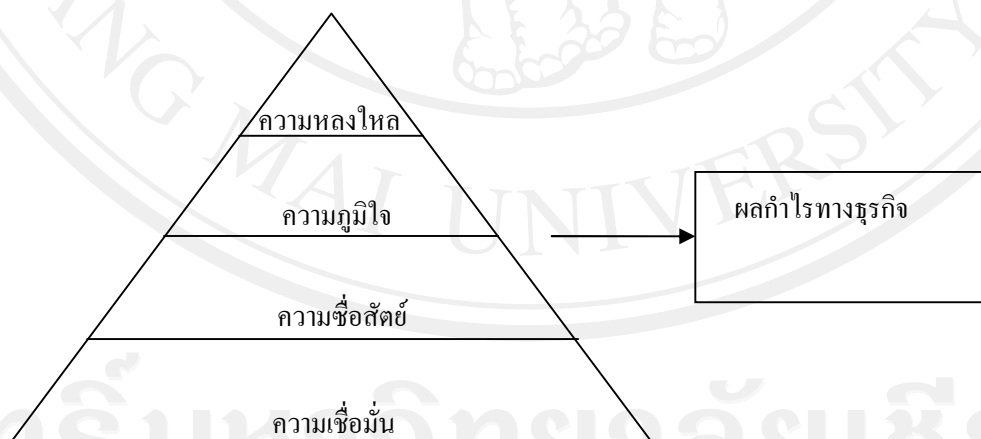 ความหลงใหล
ความภูมิใจ
ผลกำไรทางธุรกิจ
ความซื่อสัตย์
ความเชื่อมั่น
MAI UNIVERSITY